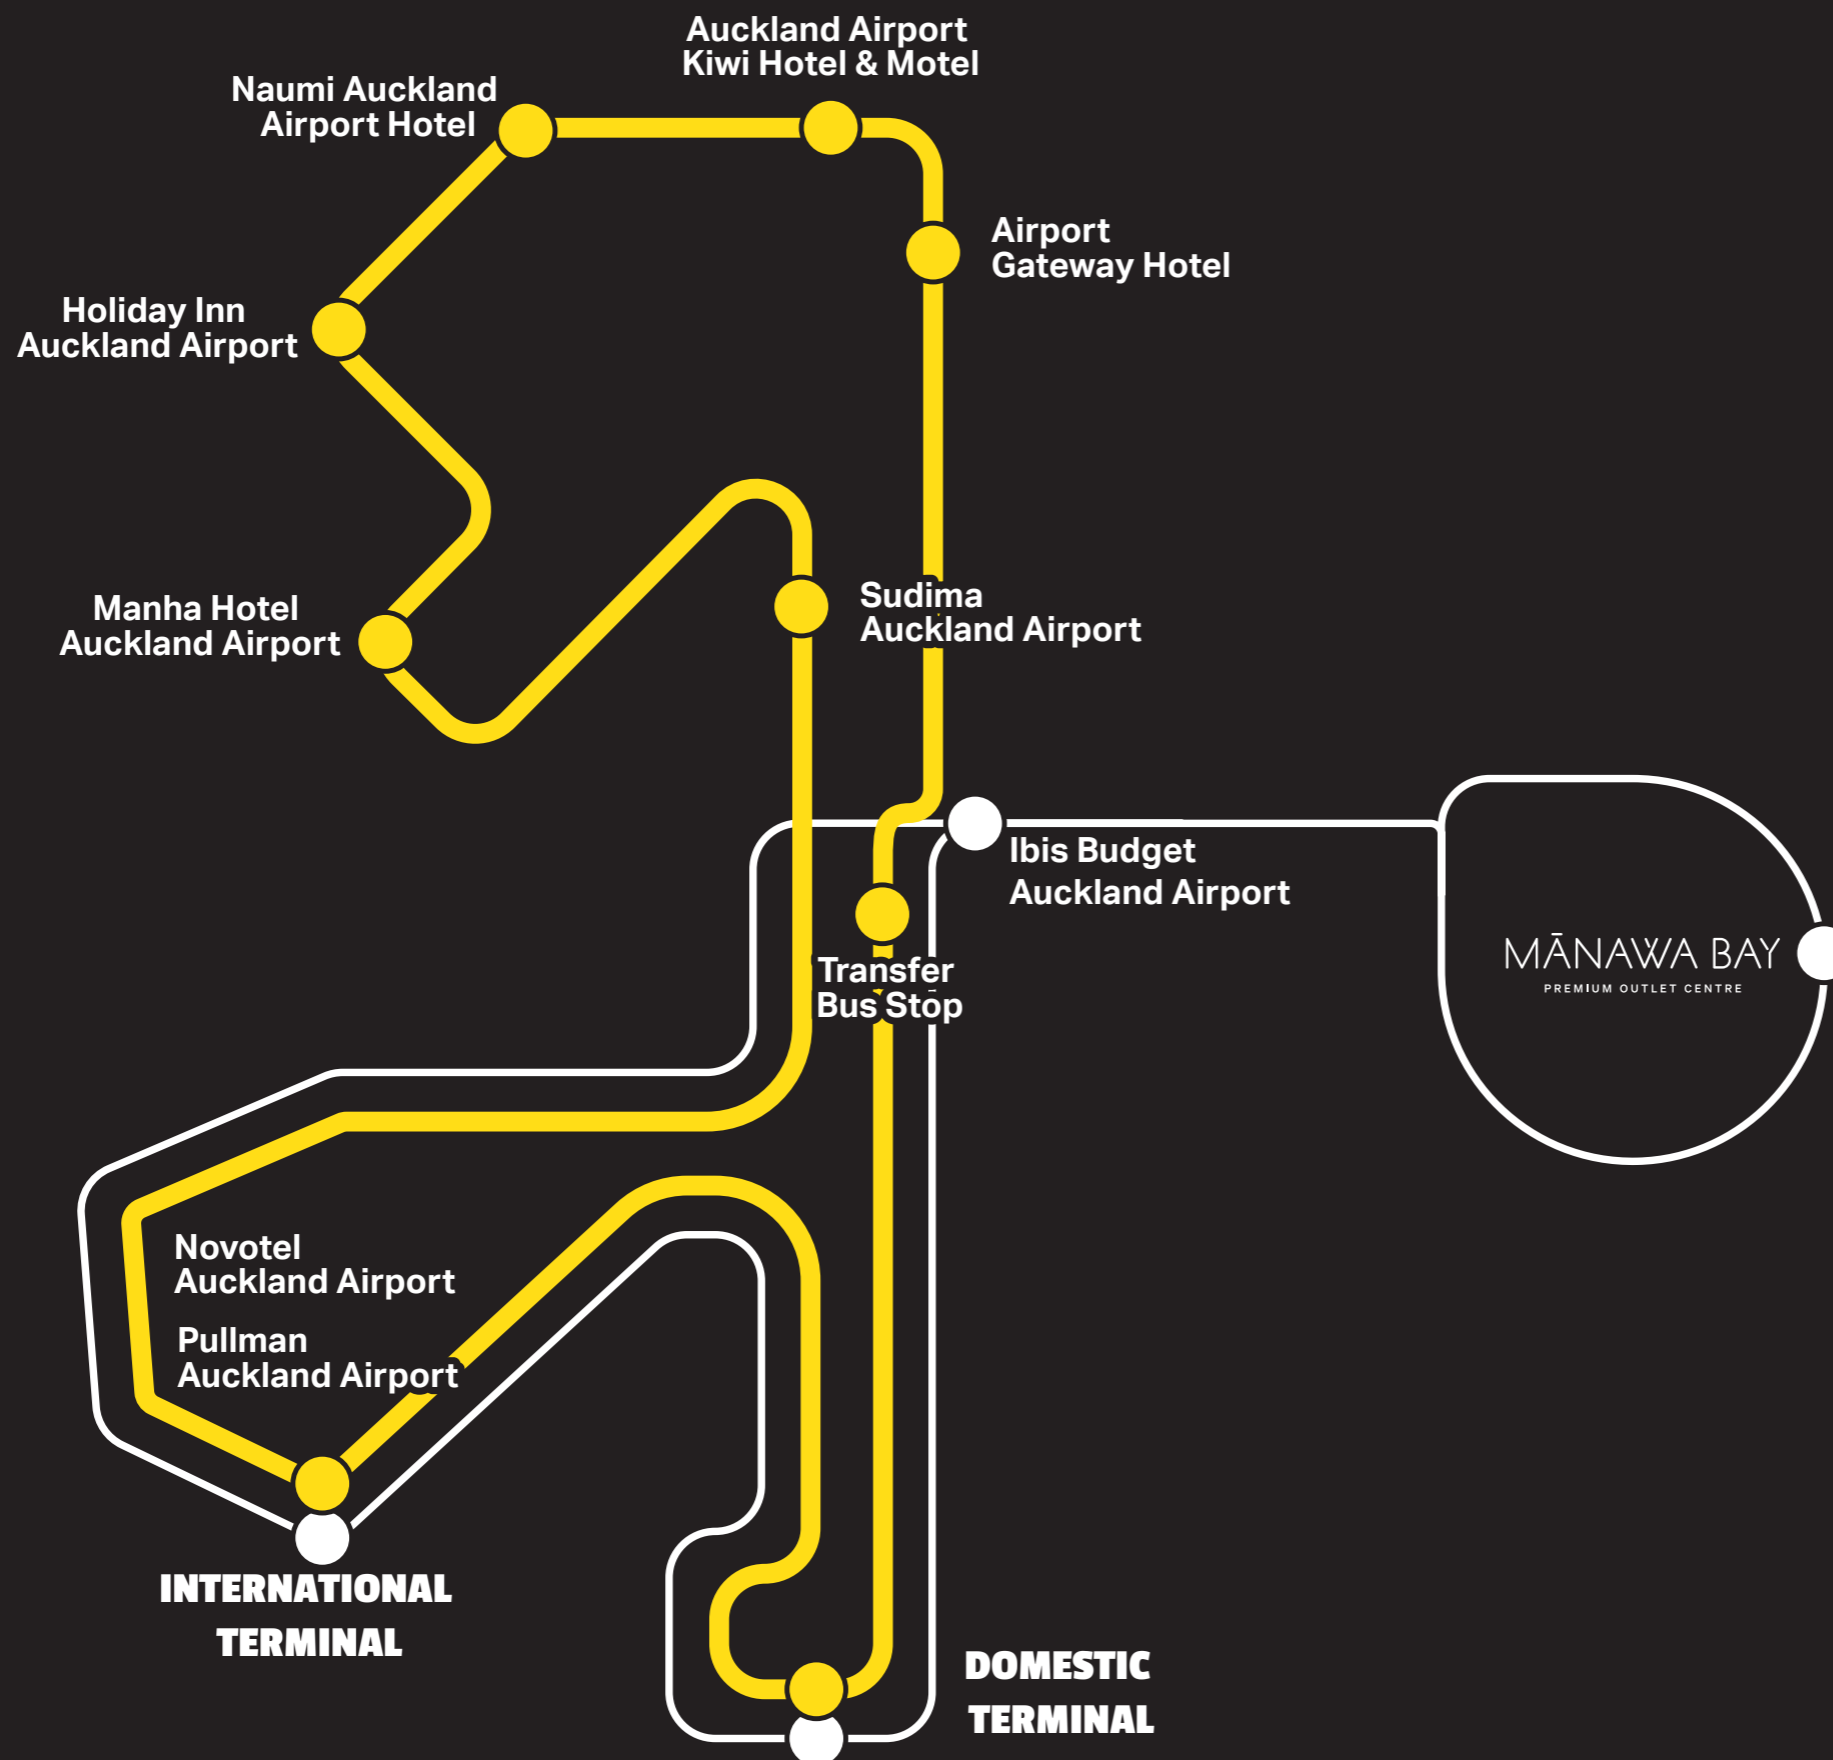 Auckland Airport
Kiwi Hotel & Motel
Naumi Auckland
Airport Hotel
Airport
Gateway Hotel
Holiday Inn
Auckland Airport
Sudima
Auckland Airport
Manha Hotel
Auckland Airport
Ibis Budget
Auckland Airport
MĀNAWA BAY
PREMIUM OUTLET CENTRE
Transfer
Bus Stop
Novotel
Auckland Airport
Pullman
Auckland Airport
INTERNATIONAL
TERMINAL
DOMESTIC
TERMINAL